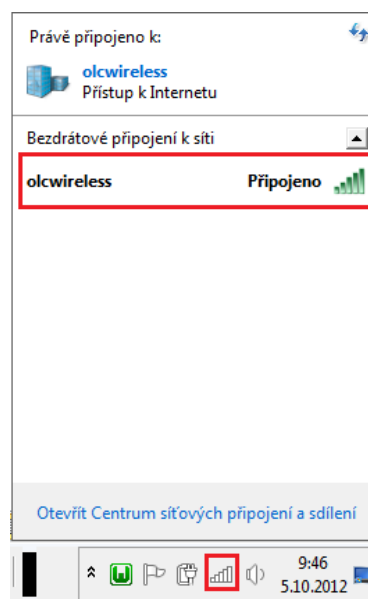 Právě připojeno k:
olcwireless
Přístup k Internetu
Bezdrátové připojení k síti
olcwireless Připojeno
Otevřít Centrum síťových připojení a sdílení
9:46
5.10.2012